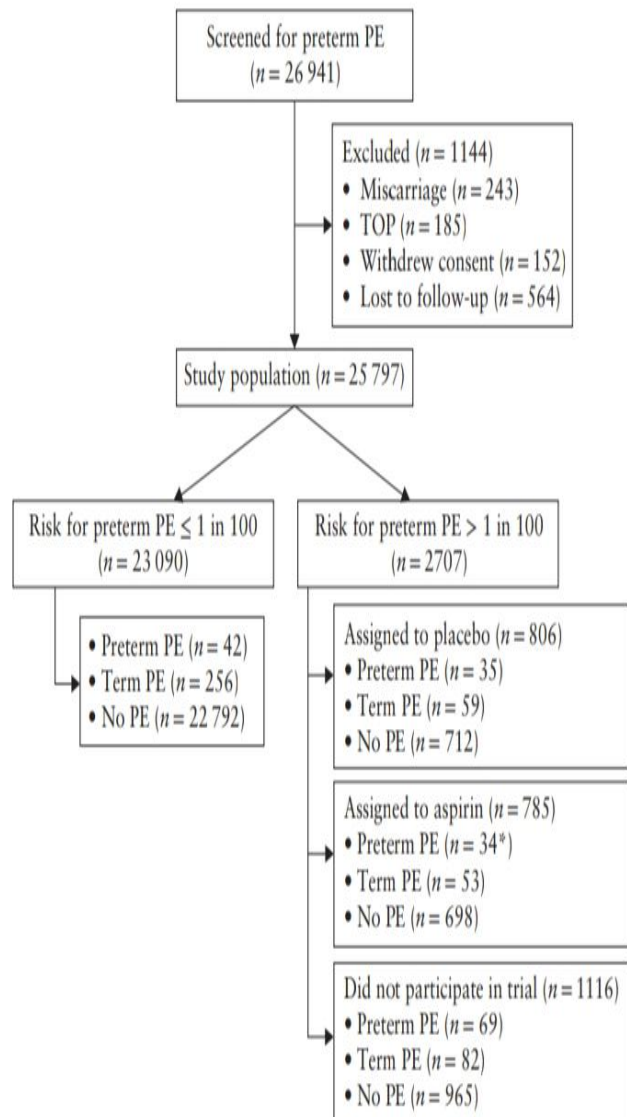 Screened for preterm PE
(n = 26 941)
Excluded (n = 1144)
• Miscarriage (n = 243)
• TOP (n = 185)
• Withdrew consent (n = 152)
• Lost to follow-up (n = 564)
Study population (n = 25 797)
Risk for preterm PE ≤ 1 in 100
(n = 23 090)
• Preterm PE (n = 42)
• Term PE (n = 256)
• No PE (n = 22 792)
Risk for preterm PE > 1 in 100
(n = 2707)
Assigned to placebo (n = 806)
• Preterm PE (n = 35)
• Term PE (n = 59)
• No PE (n = 712)
Assigned to aspirin (n = 785)
• Preterm PE (n = 34*)
• Term PE (n = 53)
• No PE (n = 698)
Did not participate in trial (n = 1116)
• Preterm PE (n = 69)
• Term PE (n = 82)
• No PE (n = 965)